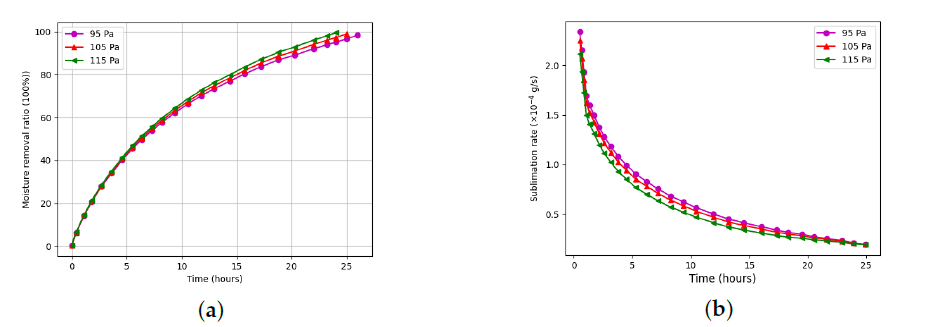 95 Pa
105 Pa
115 Pa
Moisture removal ratio (100%))
100
80
60
40
20
0
0 5 10 15 20 25
Time (hours)
(a)
95 Pa
105 Pa
115 Pa
Sublimation rate (×10⁻⁴ g/s)
2.0
1.5
1.0
0.5
0 5 10 15 20 25
Time (hours)
(b)